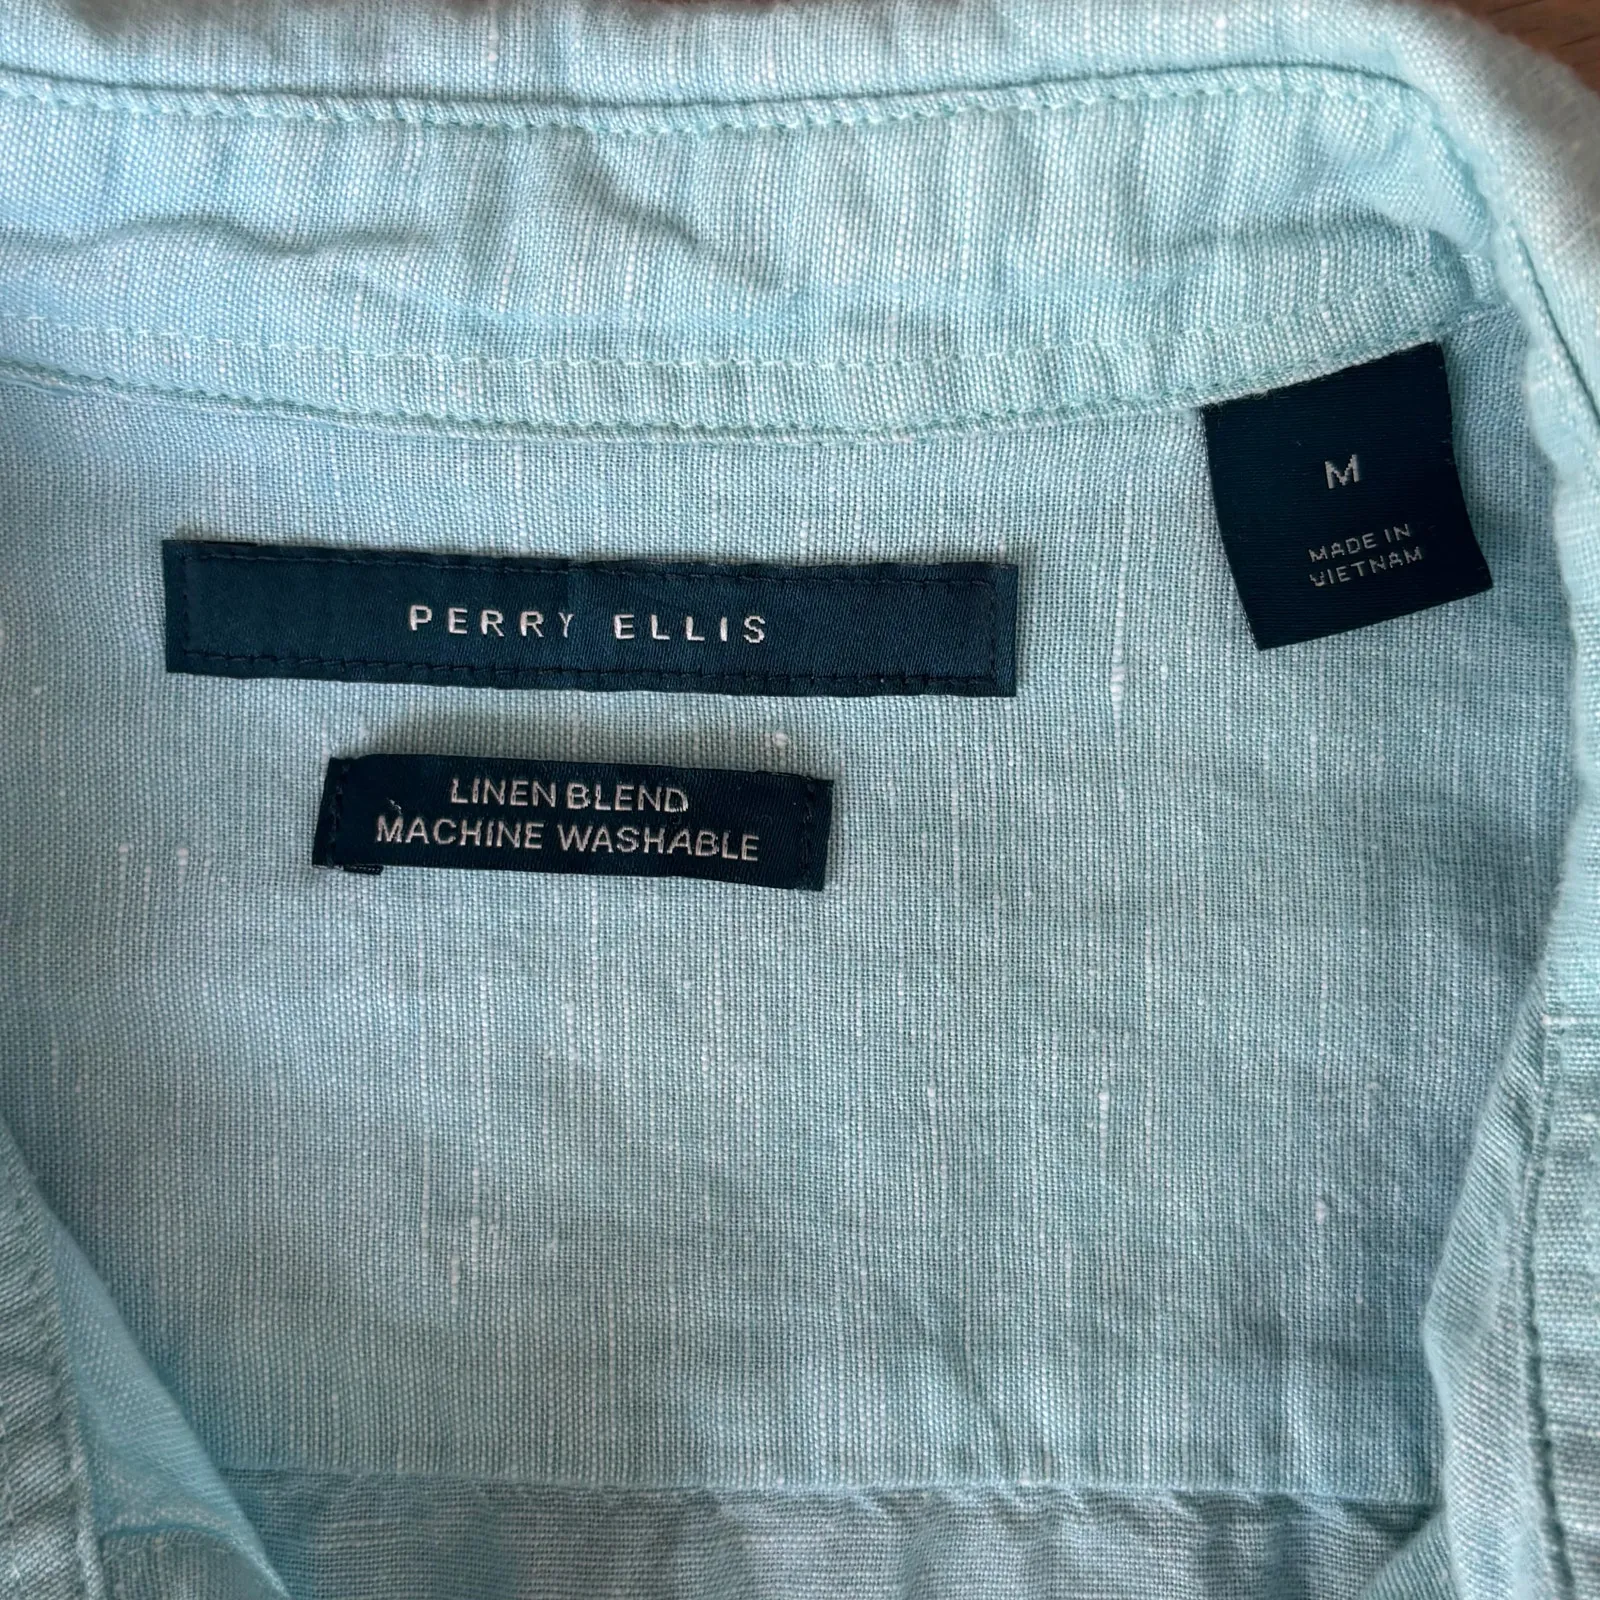 M
MADE IN
VIETNAM
PERRY ELLIS
LINEN BLEND
MACHINE WASHABLE